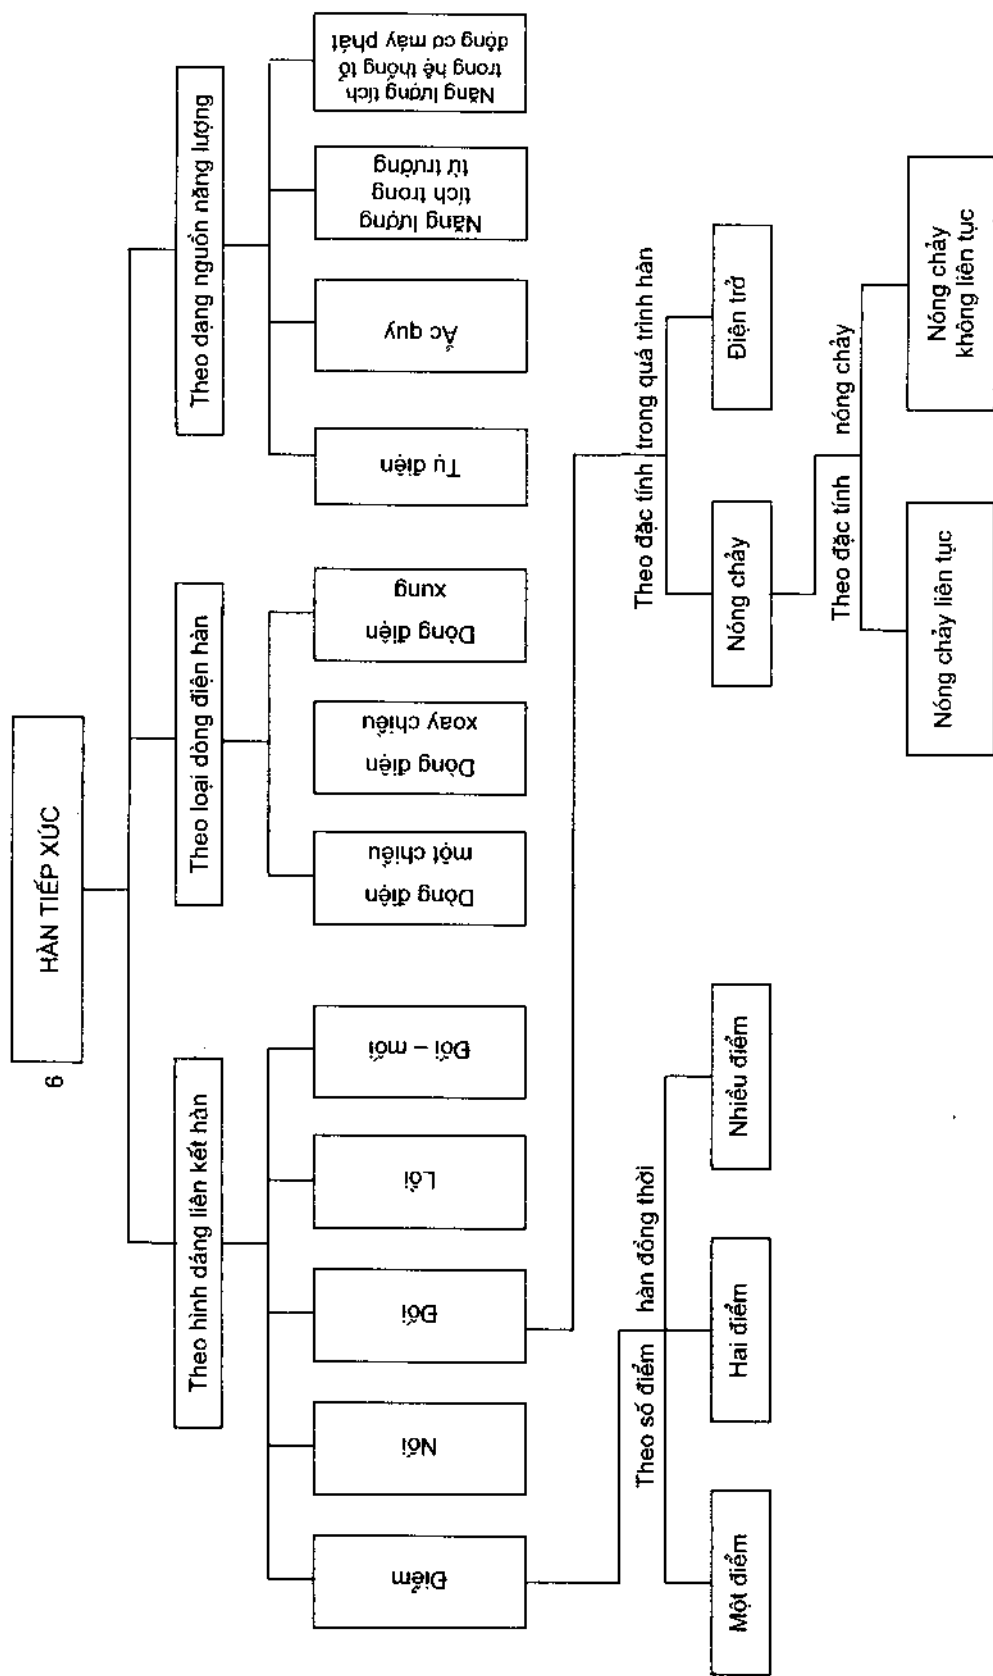 6
HÀN TIẾP XÚC
Theo hình dáng liên kết hàn
Theo loại dòng điện hàn
Theo dạng nguồn năng lượng
Điểm
Nối
Đối
Lồi
Đối – mối
Dòng điện
một chiều
Dòng điện
xoay chiều
Dòng điện
xung
Tụ điện
Ắc quy
Năng lượng
tích trong
từ trường
Năng lượng tích
trong hệ thống tổ
động cơ máy phát
Theo số điểm hàn đồng thời
Theo đặc tính trong quá trình hàn
Một điểm
Hai điểm
Nhiều điểm
Nóng chảy
Điện trở
Theo đặc tính nóng chảy
Nóng chảy liên tục
Nóng chảy
không liên tục